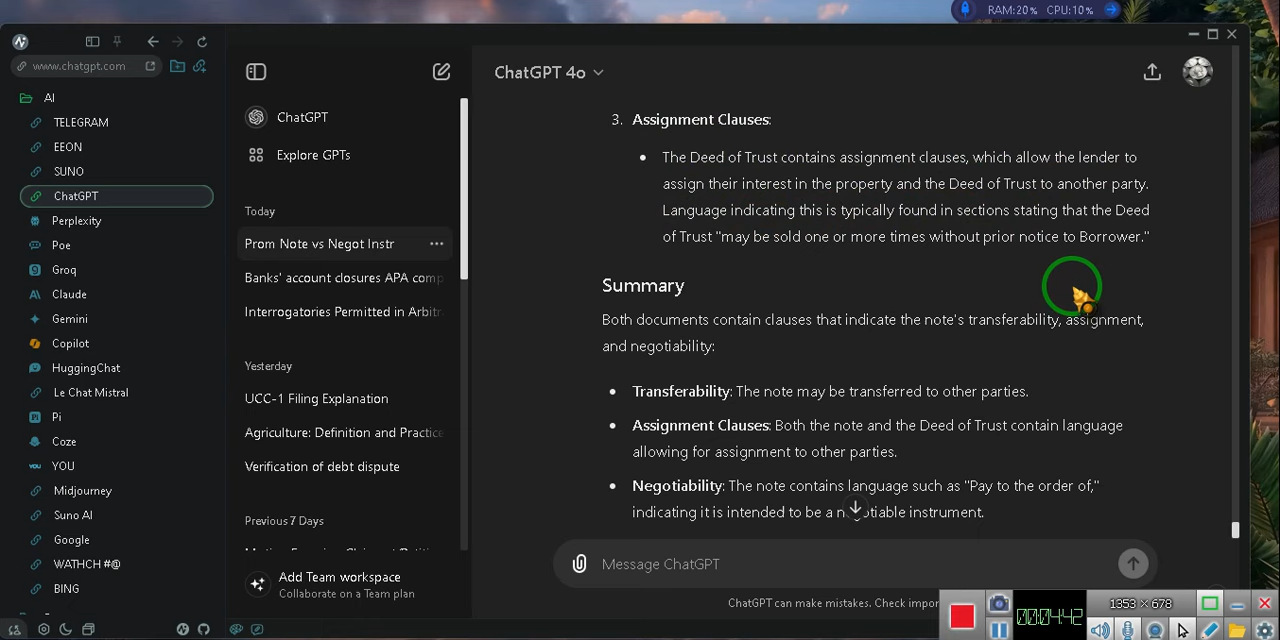 RAM:20% CPU:10%
www.chatgpt.com
AI
TELEGRAM
EEON
SUNO
ChatGPT
Perplexity
Poe
Groq
Claude
Gemini
Copilot
HuggingChat
Le Chat Mistral
Pi
Coze
YOU
Midjourney
Suno AI
Google
WATHCH #@
BING
ChatGPT
Explore GPTs
Today
Prom Note vs Negot Instr
Banks' account closures APA comp
Interrogatories Permitted in Arbitr
Yesterday
UCC-1 Filing Explanation
Agriculture: Definition and Practice
Verification of debt dispute
Previous 7 Days
Add Team workspace
Collaborate on a Team plan
ChatGPT 4o
3. Assignment Clauses:
• The Deed of Trust contains assignment clauses, which allow the lender to
assign their interest in the property and the Deed of Trust to another party.
Language indicating this is typically found in sections stating that the Deed
of Trust "may be sold one or more times without prior notice to Borrower."
Summary
Both documents contain clauses that indicate the note's transferability, assignment,
and negotiability:
• Transferability: The note may be transferred to other parties.
• Assignment Clauses: Both the note and the Deed of Trust contain language
allowing for assignment to other parties.
• Negotiability: The note contains language such as "Pay to the order of,"
indicating it is intended to be a negotiable instrument.
Message ChatGPT
ChatGPT can make mistakes. Check impor
1353 × 678
00:04:42